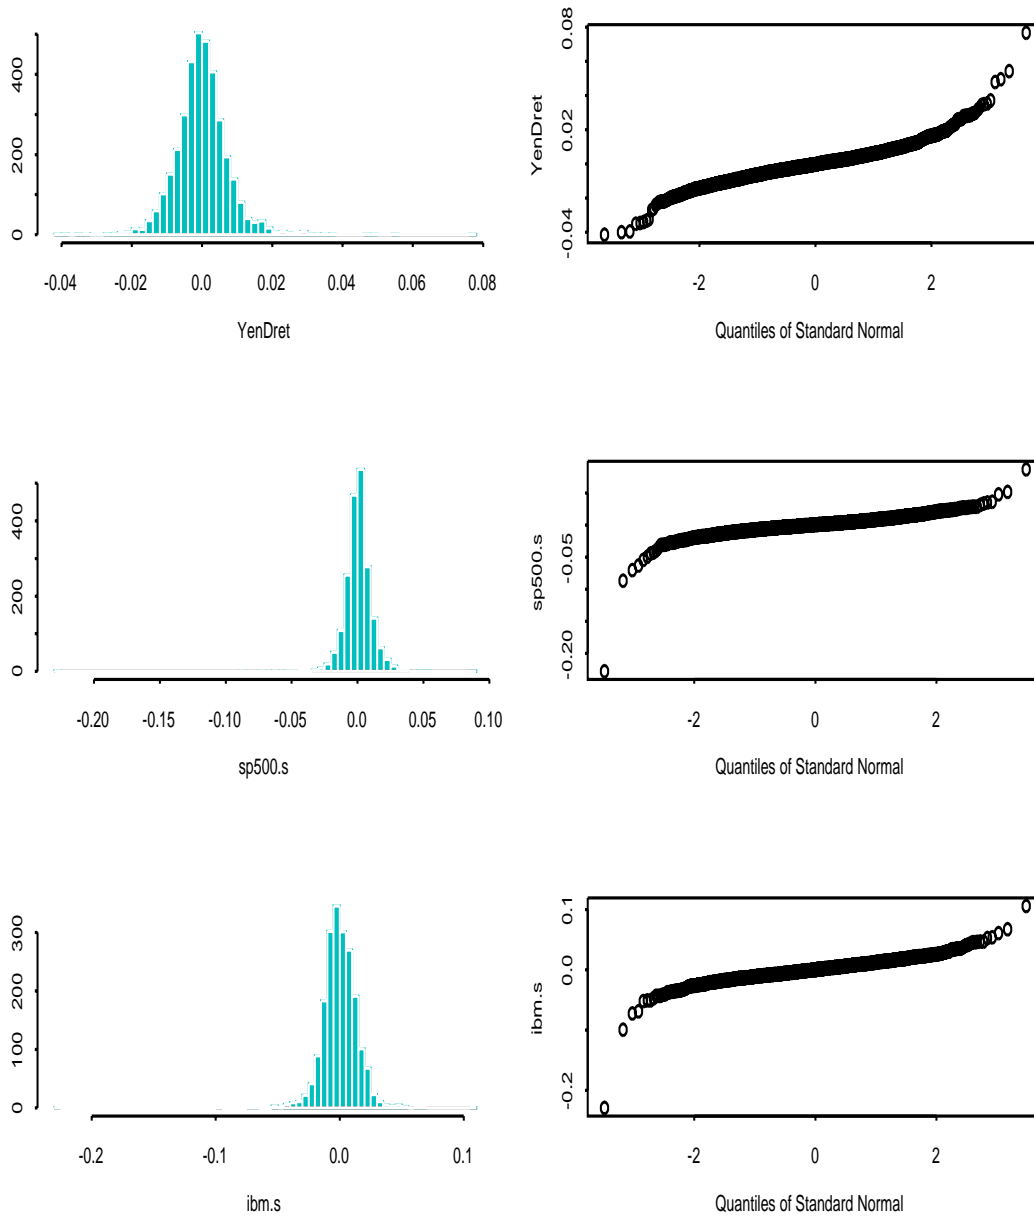 0 200 400
-0.04 -0.02 0.0 0.02 0.04 0.06 0.08
YenDret
YenDret
-0.04 0.02 0.08
-2 0 2
Quantiles of Standard Normal
0 200 400
-0.20 -0.15 -0.10 -0.05 0.0 0.05 0.10
sp500.s
sp500.s
-0.20 -0.05
-2 0 2
Quantiles of Standard Normal
0 100 200 300
-0.2 -0.1 0.0 0.1
ibm.s
ibm.s
-0.2 0.0 0.1
-2 0 2
Quantiles of Standard Normal